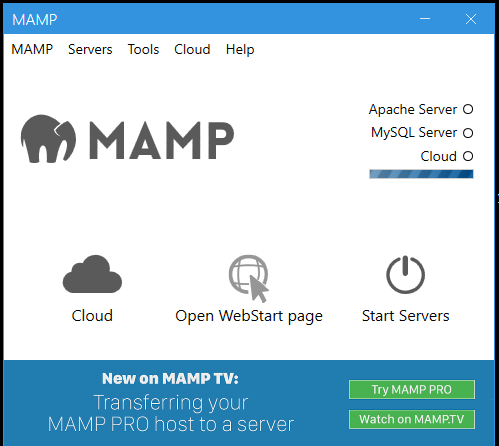 MAMP
MAMP Servers Tools Cloud Help
MAMP
Apache Server
MySQL Server
Cloud
Cloud
Open WebStart page
Start Servers
New on MAMP TV:
Transferring your
MAMP PRO host to a server
Try MAMP PRO
Watch on MAMP.TV